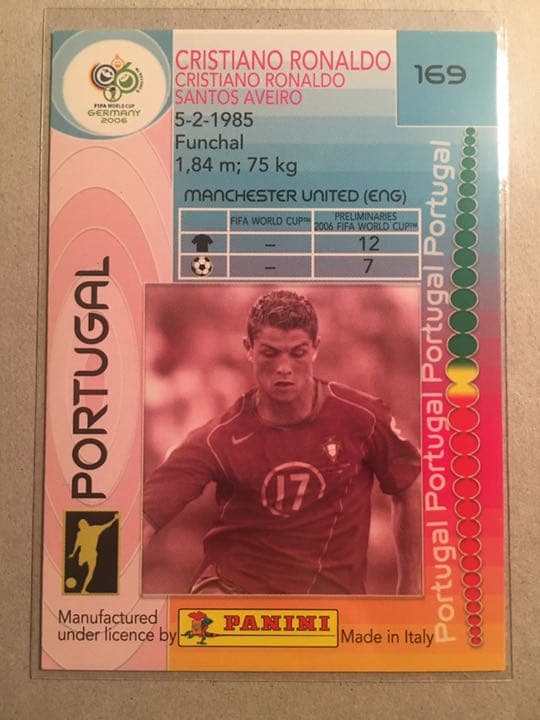 FIFA WORLD CUP
GERMANY
2006
CRISTIANO RONALDO
CRISTIANO RONALDO
SANTOS AVEIRO
169
5-2-1985
Funchal
1,84 m; 75 kg
MANCHESTER UNITED (ENG)
FIFA WORLD CUP™
PRELIMINARIES
2006 FIFA WORLD CUP™
– 12
– 7
PORTUGAL
Portugal Portugal Portugal Portugal
17
Manufactured
under licence by
PANINI
Made in Italy